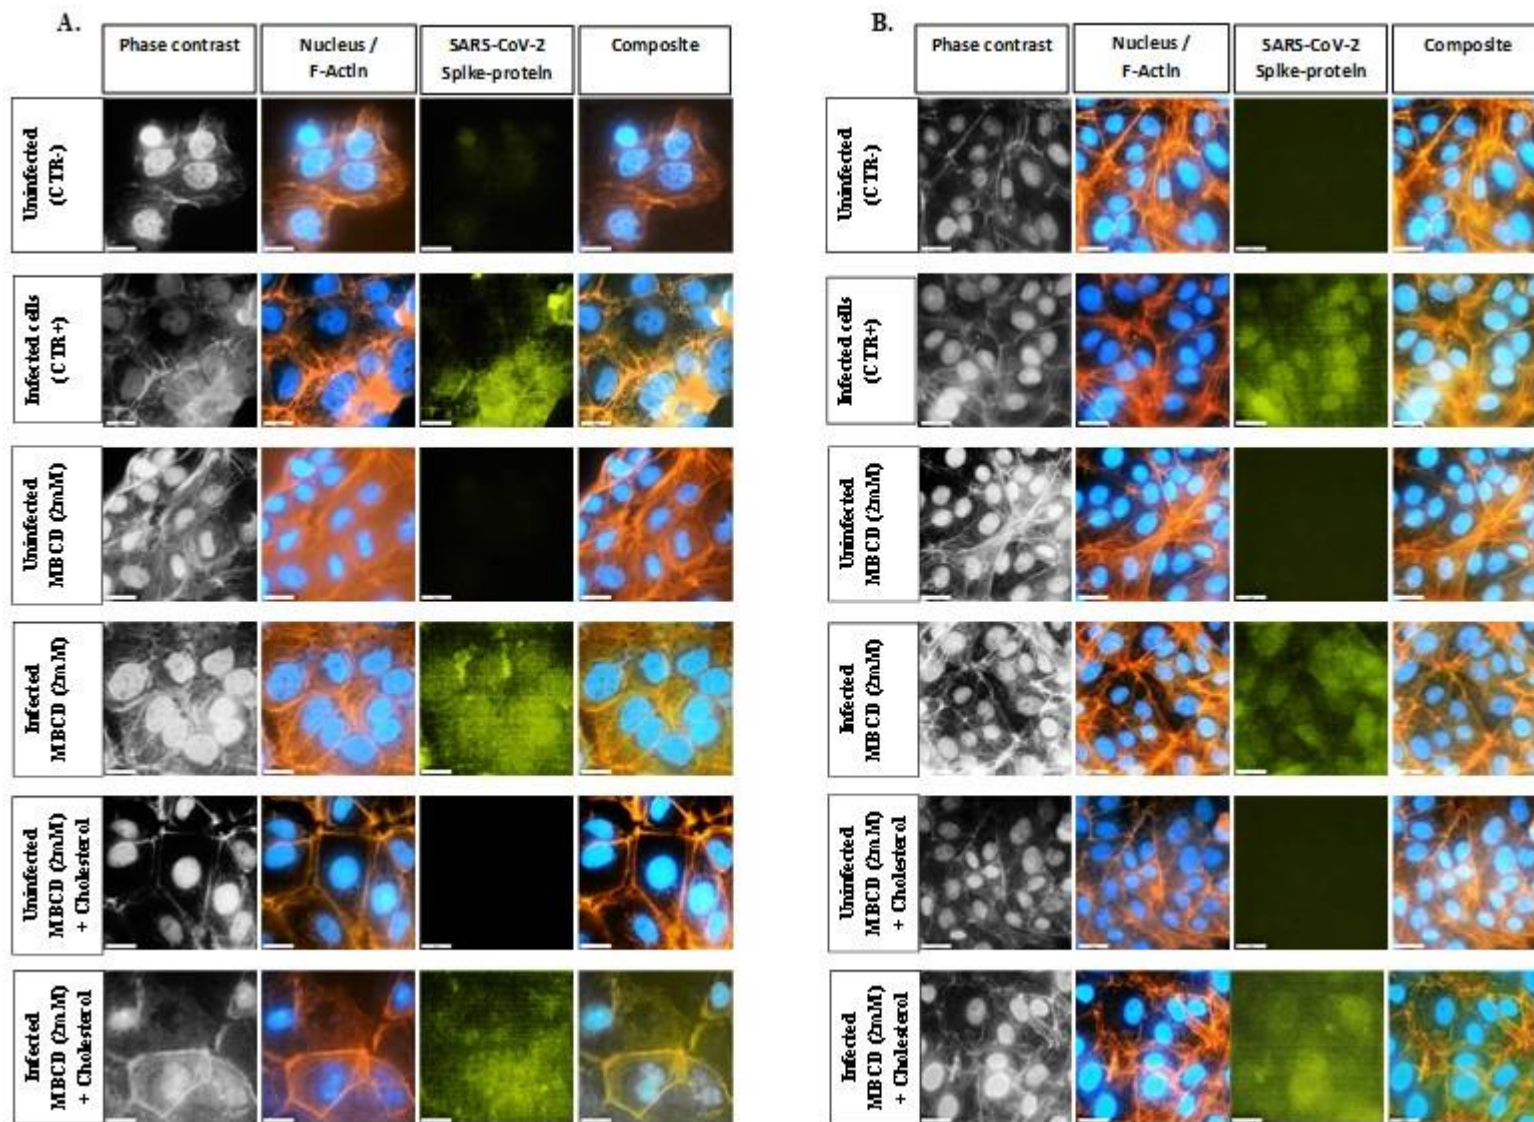 A.
Phase contrast
Nucleus /
F-Actin
SARS-CoV-2
Spike-protein
Composite
Uninfected
(CTR-)
Infected cells
(CTR+)
Uninfected
MBCD (2mM)
Infected
MBCD (2mM)
Uninfected
MBCD (2mM)
+ Cholesterol
Infected
MBCD (2mM)
+ Cholesterol
B.
Phase contrast
Nucleus /
F-Actin
SARS-CoV-2
Spike-protein
Composite
Uninfected
(CTR-)
Infected cells
(CTR+)
Uninfected
MBCD (2mM)
Infected
MBCD (2mM)
Uninfected
MBCD (2mM)
+ Cholesterol
Infected
MBCD (2mM)
+ Cholesterol